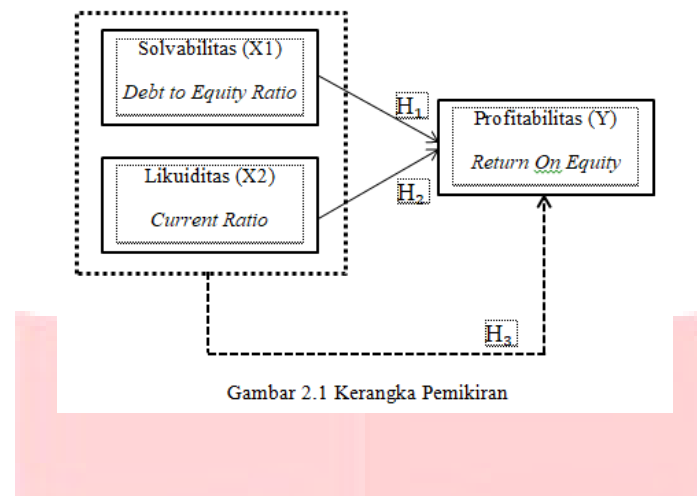 Solvabilitas (X1)
Debt to Equity Ratio
H₁
Profitabilitas (Y)
Return On Equity
Likuiditas (X2)
Current Ratio
H₂
H₃
Gambar 2.1 Kerangka Pemikiran